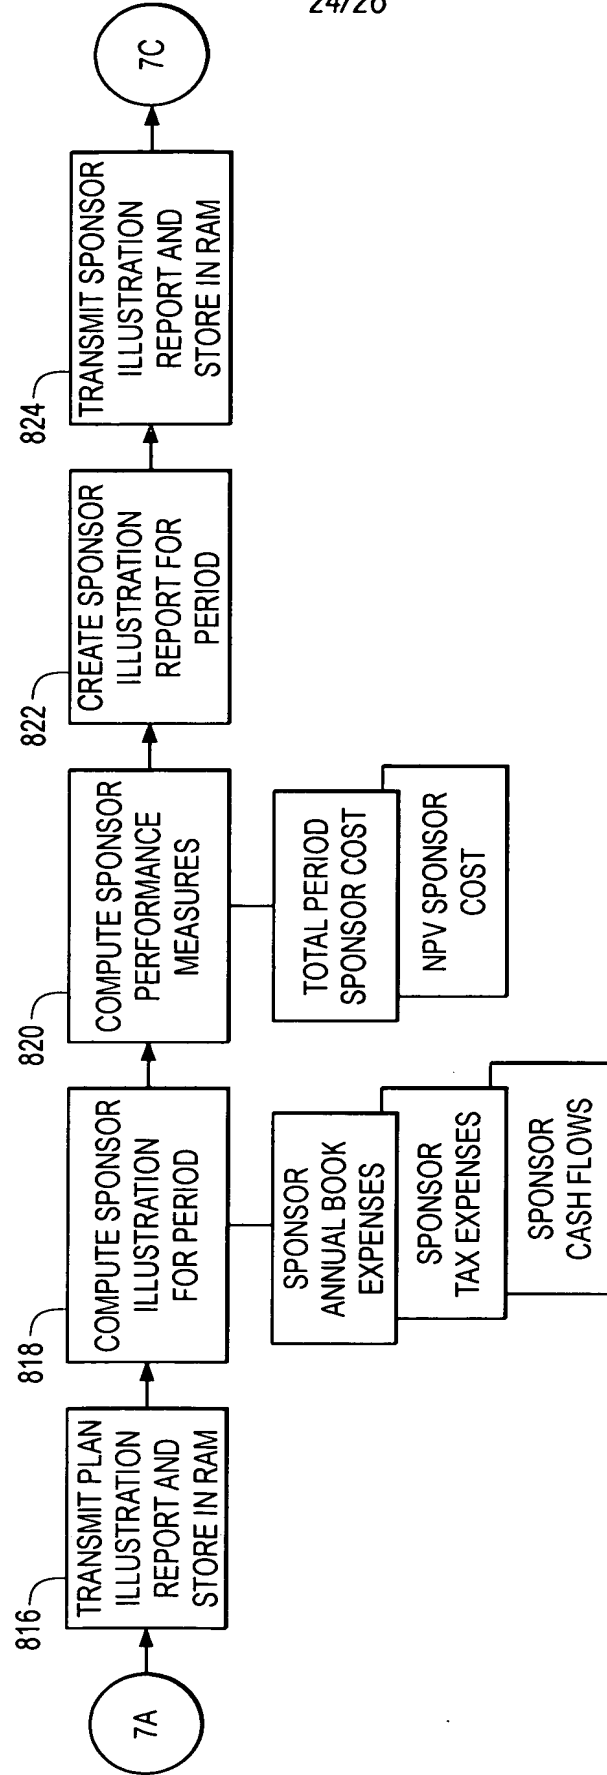 24/26
7A
816
TRANSMIT PLAN
ILLUSTRATION
REPORT AND
STORE IN RAM
818
COMPUTE SPONSOR
ILLUSTRATION
FOR PERIOD
SPONSOR
ANNUAL BOOK
EXPENSES
SPONSOR
TAX EXPENSES
SPONSOR
CASH FLOWS
820
COMPUTE SPONSOR
PERFORMANCE
MEASURES
TOTAL PERIOD
SPONSOR COST
NPV SPONSOR
COST
822
CREATE SPONSOR
ILLUSTRATION
REPORT FOR
PERIOD
824
TRANSMIT SPONSOR
ILLUSTRATION
REPORT AND
STORE IN RAM
7C